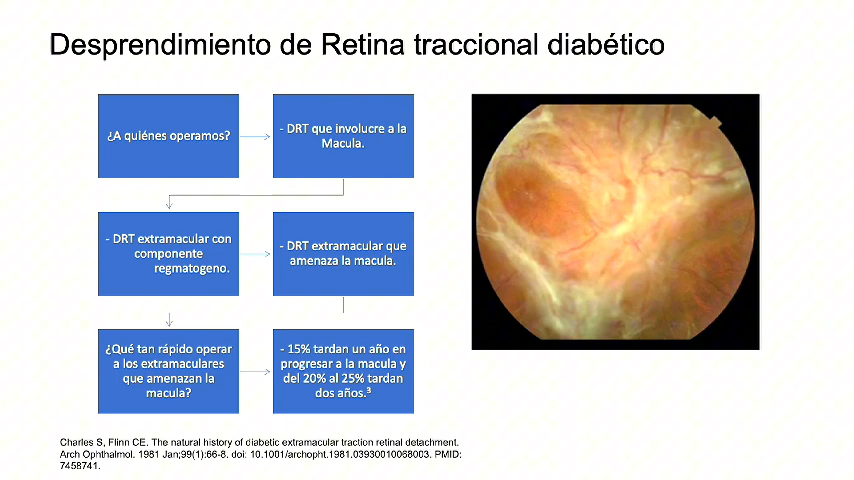 Desprendimiento de Retina traccional diabético
¿A quiénes operamos?
- DRT que involucre a la
Macula.
- DRT extramacular con
componente
regmatogeno.
- DRT extramacular que
amenaza la macula.
¿Qué tan rápido operar
a los extramaculares
que amenazan la
macula?
- 15% tardan un año en
progresar a la macula y
del 20% al 25% tardan
dos años.³
Charles S, Flinn CE. The natural history of diabetic extramacular traction retinal detachment.
Arch Ophthalmol. 1981 Jan;99(1):66-8. doi: 10.1001/archopht.1981.03930010068003. PMID:
7458741.